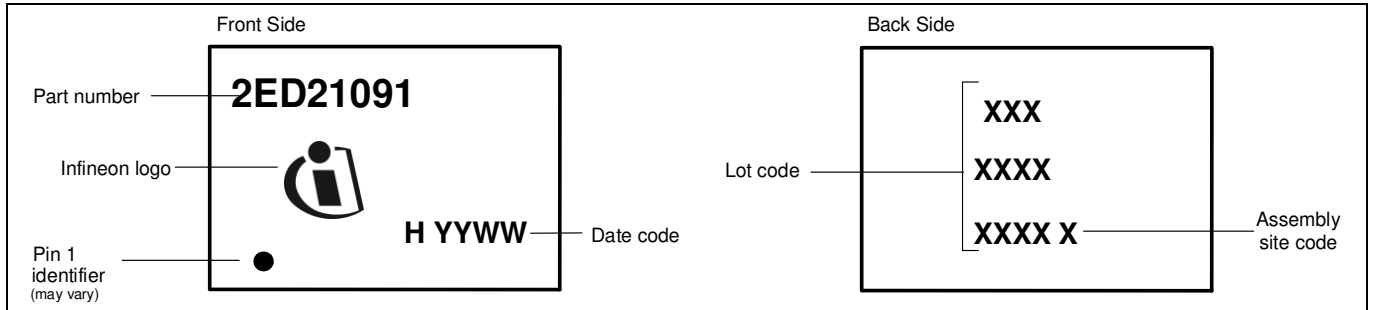 Front Side
Part number
2ED21091
Infineon logo
H YYWW
Date code
Pin 1
identifier
(may vary)
Back Side
Lot code
XXX
XXXX
XXXX X
Assembly
site code